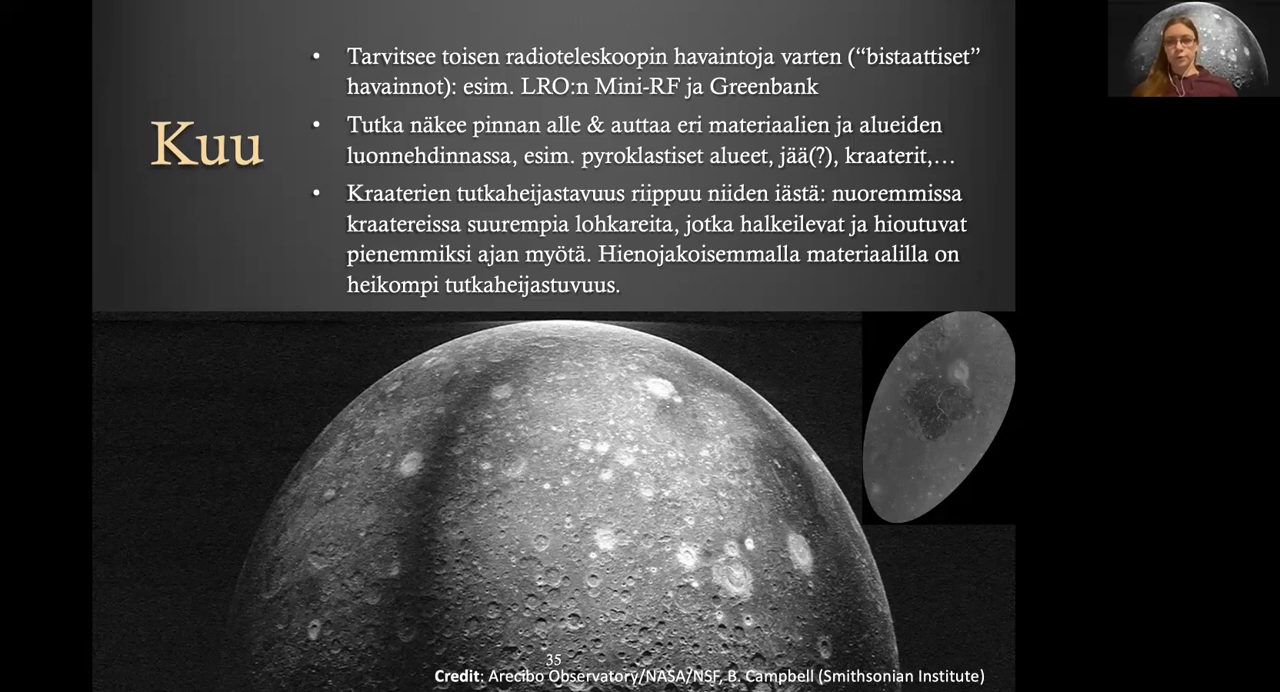 Kuu
• Tarvitsee toisen radioteleskoopin havaintoja varten (“bistaattiset”
havainnot): esim. LRO:n Mini-RF ja Greenbank
• Tutka näkee pinnan alle & auttaa eri materiaalien ja alueiden
luonnehdinnassa, esim. pyroklastiset alueet, jää(?), kraaterit,…
• Kraaterien tutkaheijastavuus riippuu niiden iästä: nuoremmissa
kraatereissa suurempia lohkareita, jotka halkeilevat ja hioutuvat
pienemmiksi ajan myötä. Hienojakoisemmalla materiaalilla on
heikompi tutkaheijastuvuus.
35
Credit: Arecibo Observatory/NASA/NSF, B. Campbell (Smithsonian Institute)